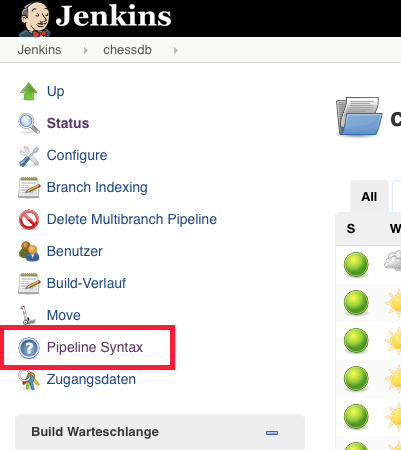 Jenkins
Jenkins chessdb
Up
Status
Configure
Branch Indexing
Delete Multibranch Pipeline
Benutzer
Build-Verlauf
Move
Pipeline Syntax
Zugangsdaten
Build Warteschlange
All
S W